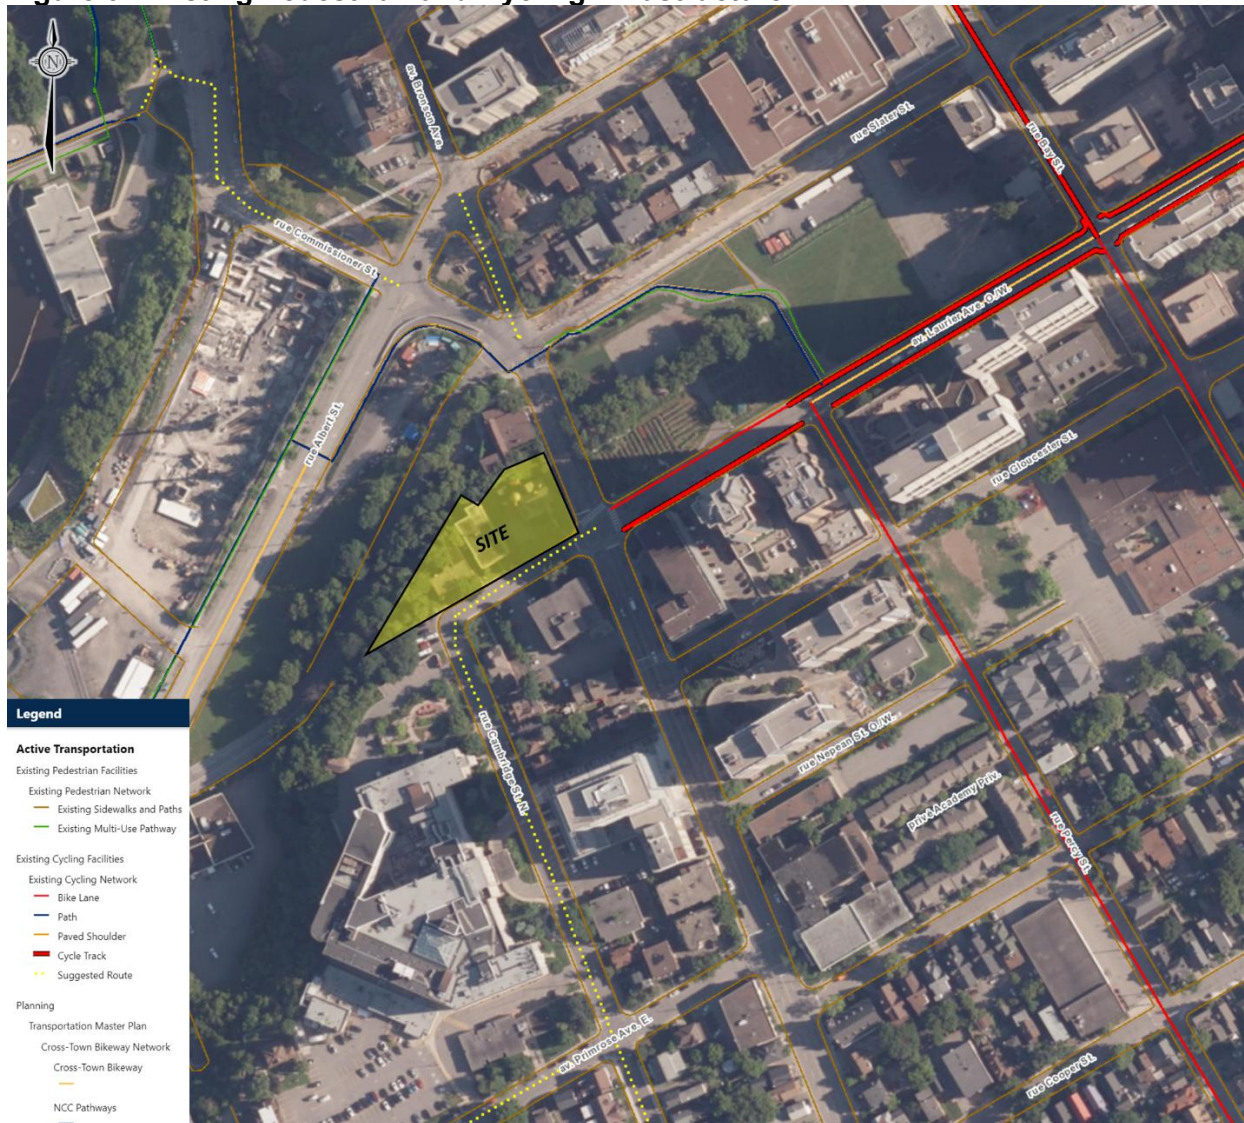 N
av. Bronson Ave.
rue Slater St.
rue Bay St.
rue Commissioner St.
av. Laurier Ave. O./W.
rue Albert St.
rue Gloucester St.
SITE
rue Cambridge St. N.
rue Nepean St. O./W.
privé Academy Priv.
rue Percy St.
av. Primrose Ave. E.
rue Cooper St.
Legend
Active Transportation
Existing Pedestrian Facilities
Existing Pedestrian Network
Existing Sidewalks and Paths
Existing Multi-Use Pathway
Existing Cycling Facilities
Existing Cycling Network
Bike Lane
Path
Paved Shoulder
Cycle Track
Suggested Route
Planning
Transportation Master Plan
Cross-Town Bikeway Network
Cross-Town Bikeway
NCC Pathways